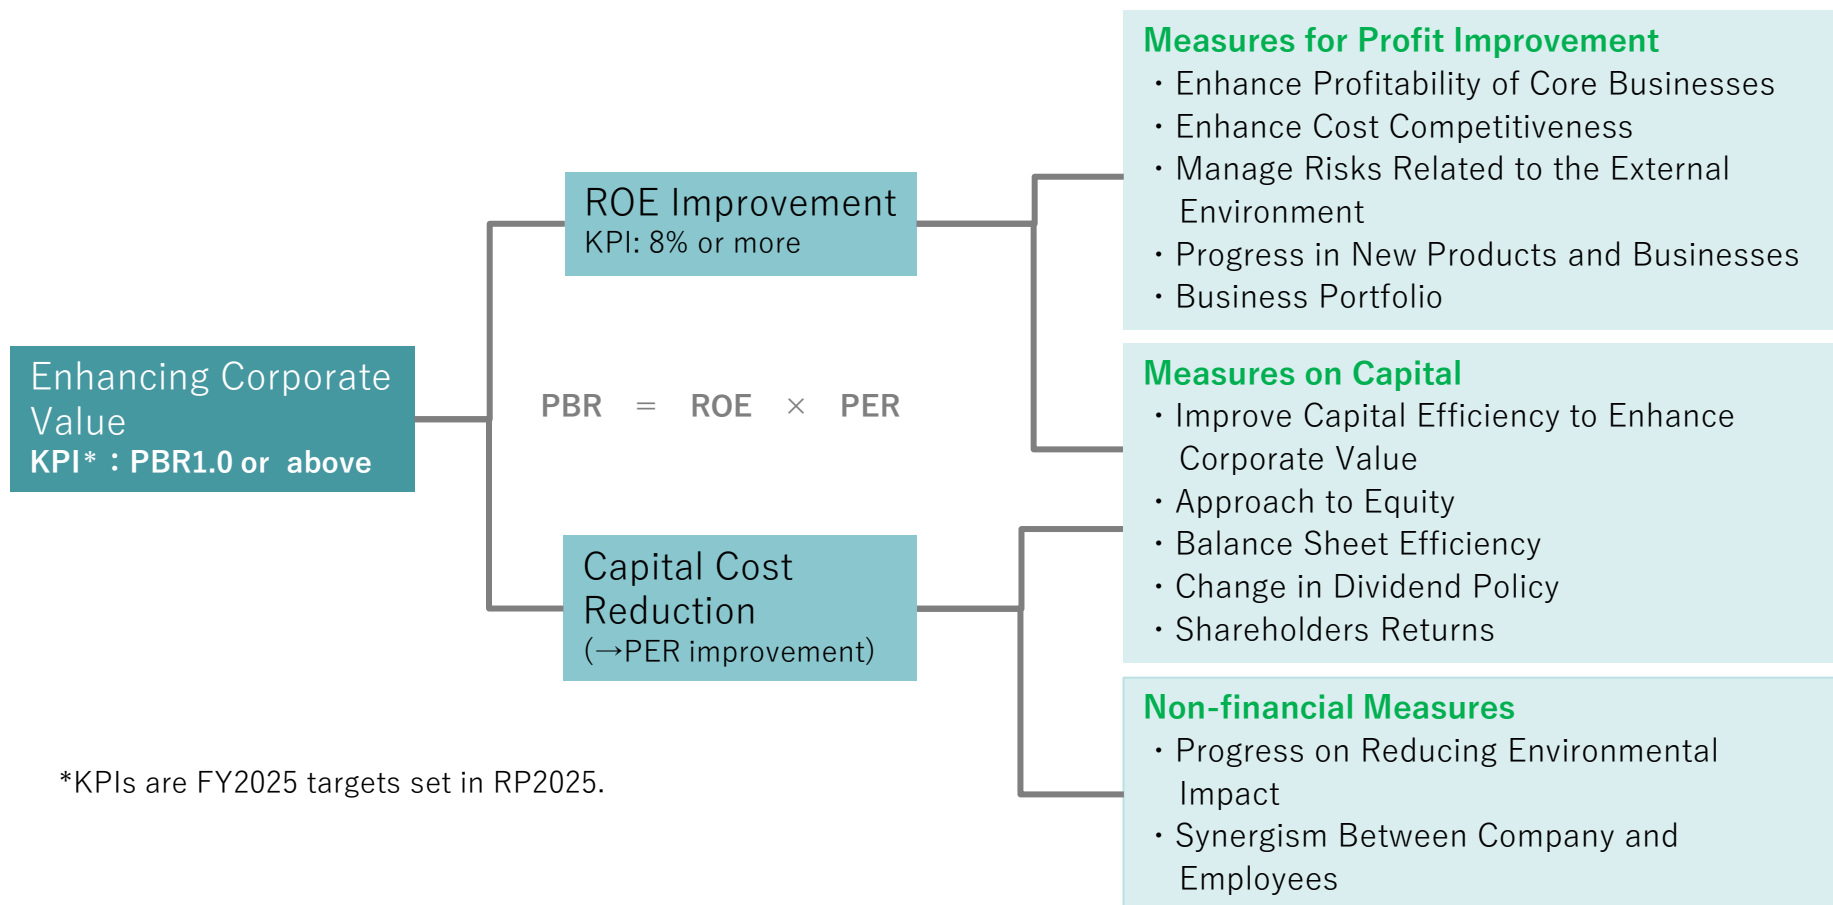 Enhancing Corporate
Value
KPI*：PBR1.0 or above
ROE Improvement
KPI: 8% or more
PBR = ROE × PER
Capital Cost
Reduction
(→PER improvement)
Measures for Profit Improvement
・Enhance Profitability of Core Businesses
・Enhance Cost Competitiveness
・Manage Risks Related to the External
Environment
・Progress in New Products and Businesses
・Business Portfolio
Measures on Capital
・Improve Capital Efficiency to Enhance
Corporate Value
・Approach to Equity
・Balance Sheet Efficiency
・Change in Dividend Policy
・Shareholders Returns
Non-financial Measures
・Progress on Reducing Environmental
Impact
・Synergism Between Company and
Employees
*KPIs are FY2025 targets set in RP2025.